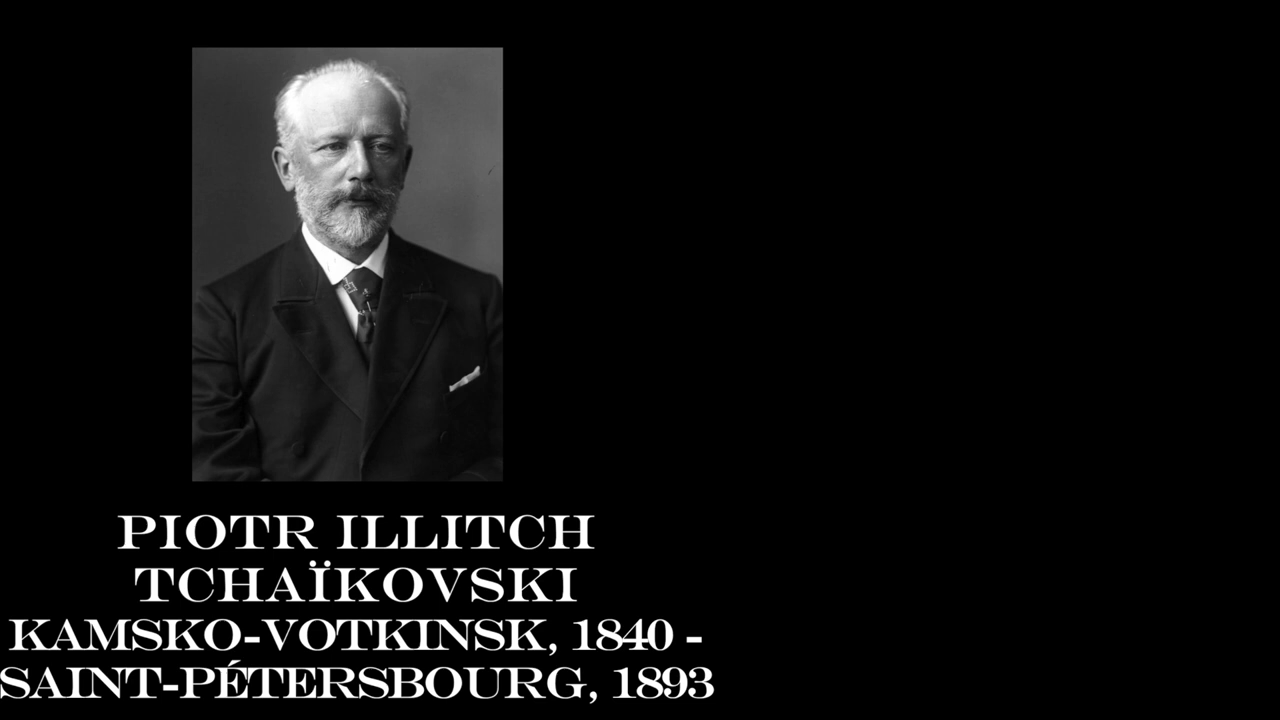 PIOTR ILLITCH
TCHAÏKOVSKI
KAMSKO-VOTKINSK, 1840 -
SAINT-PÉTERSBOURG, 1893